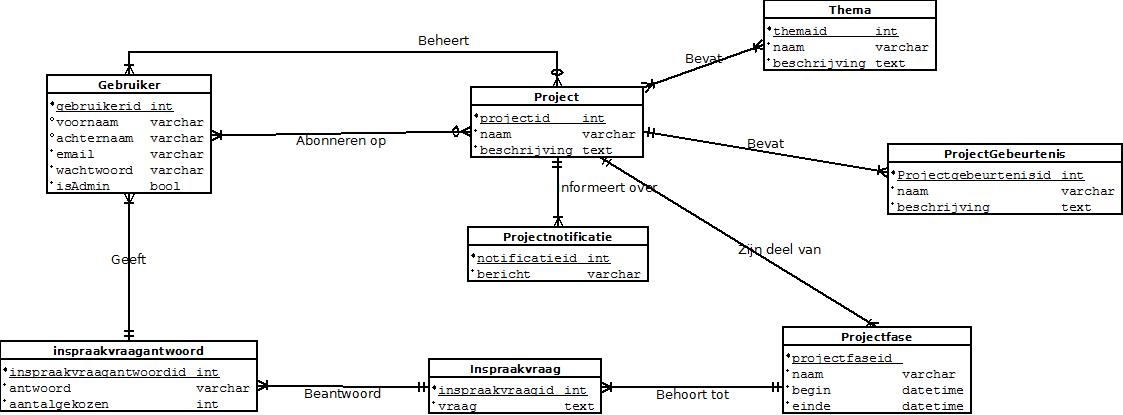 Thema
themaid int
naam varchar
beschrijving text
Beheert
Bevat
Gebruiker
gebruikerid int
voornaam varchar
achternaam varchar
email varchar
wachtwoord varchar
isAdmin bool
Abonneren op
Project
projectid int
naam varchar
beschrijving text
Bevat
ProjectGebeurtenis
Projectgebeurtenisid int
naam varchar
beschrijving text
nformeert over
Projectnotificatie
notificatieid int
bericht varchar
Geeft
Zijn deel van
inspraakvraagantwoord
inspraakvraagantwoordid int
antwoord varchar
aantalgekozen int
Beantwoord
Inspraakvraag
inspraakvraagid int
vraag text
Behoort tot
Projectfase
projectfaseid
naam varchar
begin datetime
einde datetime